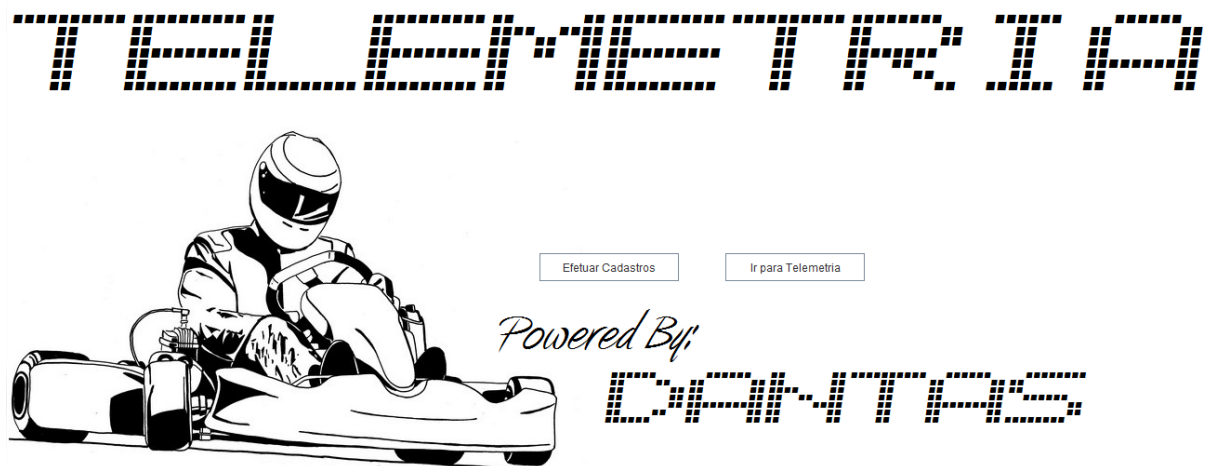 TELEMETRIA
Efetuar Cadastros
Ir para Telemetria
Powered By:
DANTAS